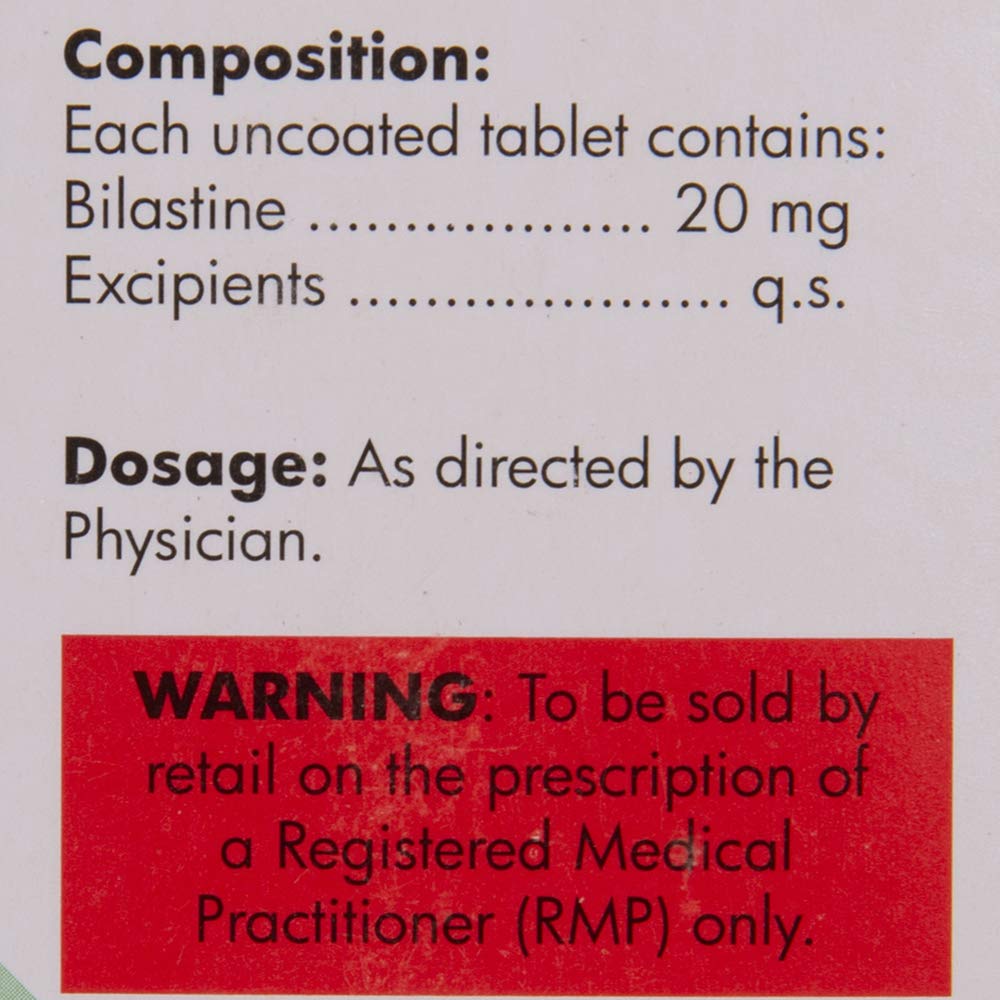 Composition:
Each uncoated tablet contains:
Bilastine .................. 20 mg
Excipients .................... q.s.
Dosage: As directed by the
Physician.
WARNING: To be sold by
retail on the prescription of
a Registered Medical
Practitioner (RMP) only.